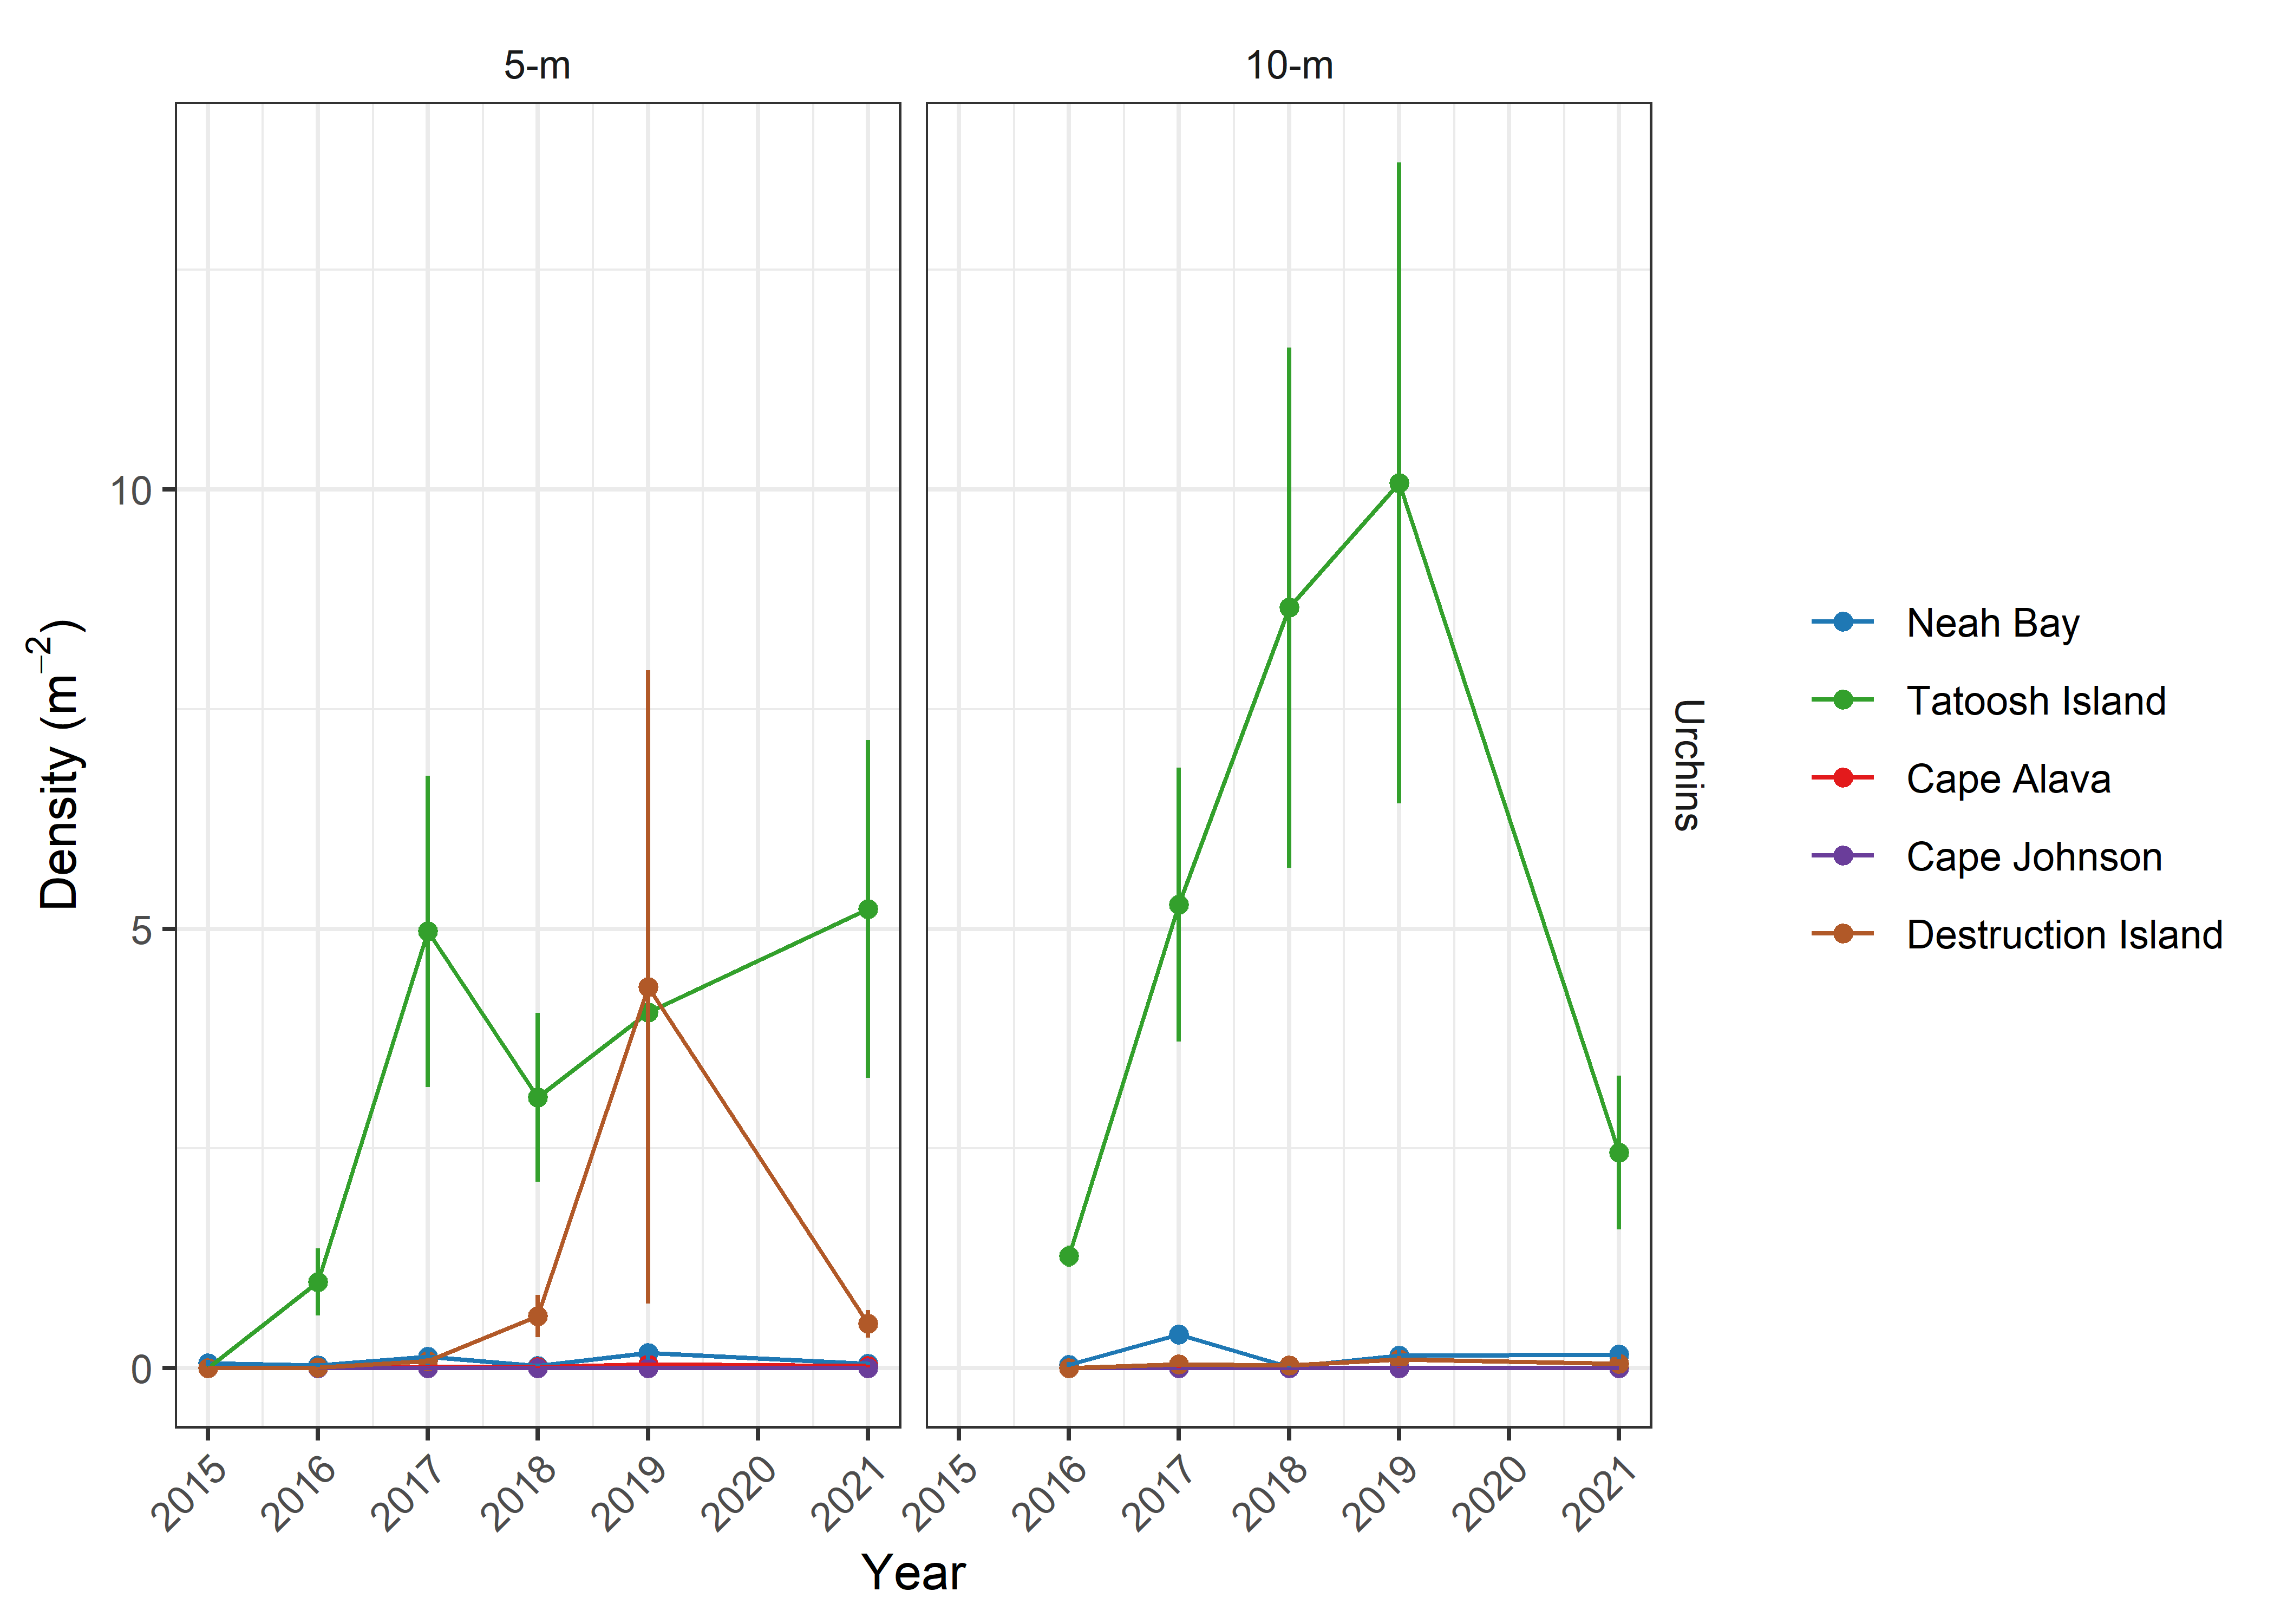 5-m
10-m
10
5
0
Density (m⁻²)
Urchins
2015
2016
2017
2018
2019
2020
2021
2015
2016
2017
2018
2019
2020
2021
Year
Neah Bay
Tatoosh Island
Cape Alava
Cape Johnson
Destruction Island